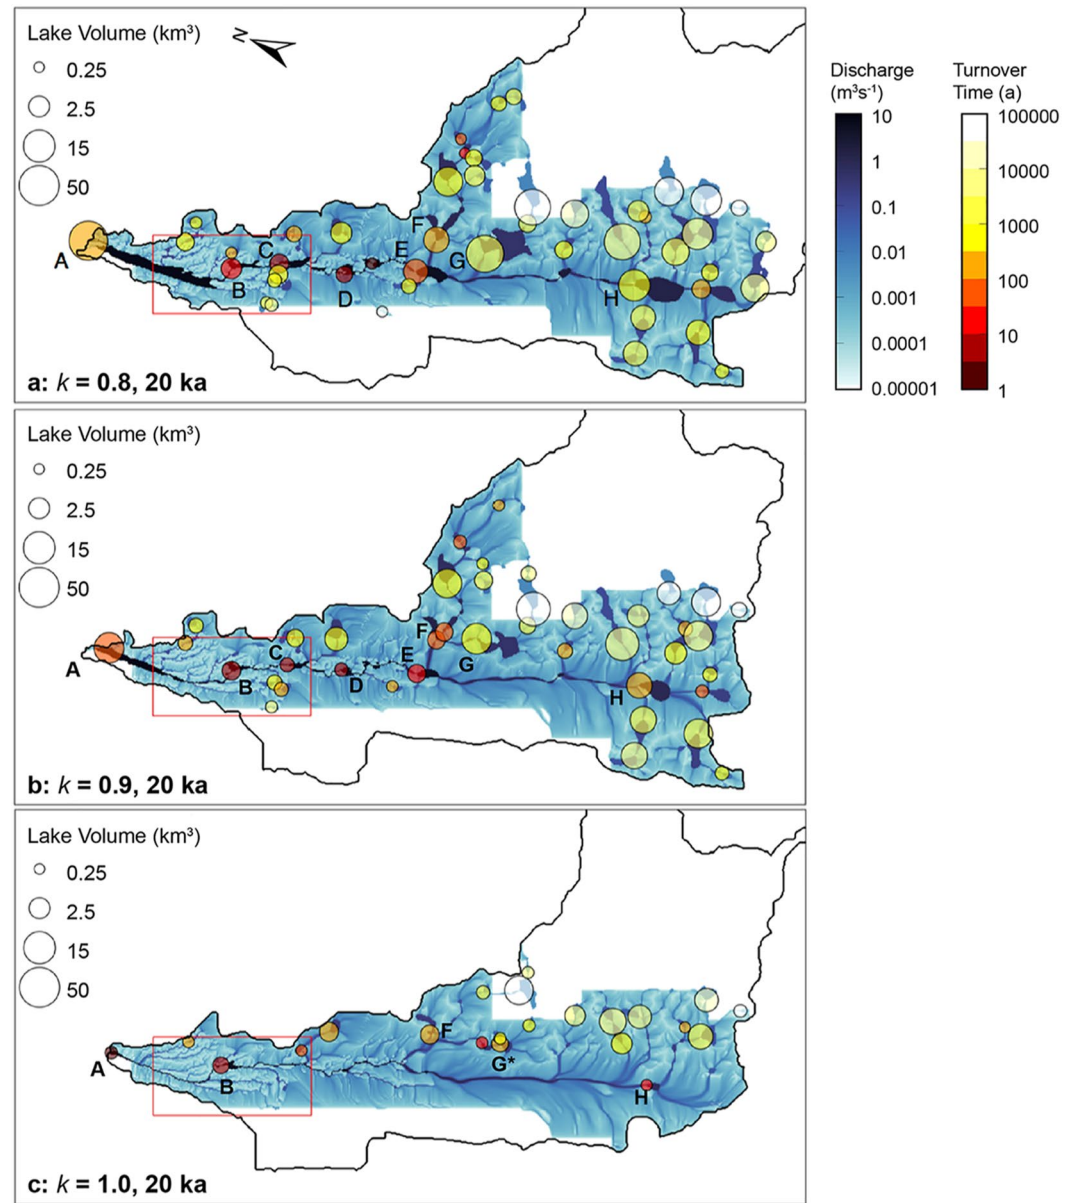 Lake Volume (km³)
N
0.25
2.5
15
50
A
B
C
D
E
F
G
H
a: k = 0.8, 20 ka
Discharge
(m³s⁻¹)
10
1
0.1
0.01
0.001
0.0001
0.00001
Turnover
Time (a)
100000
10000
1000
100
10
1
Lake Volume (km³)
0.25
2.5
15
50
A
B
C
D
E
F
G
H
b: k = 0.9, 20 ka
Lake Volume (km³)
0.25
2.5
15
50
A
B
F
G*
H
c: k = 1.0, 20 ka